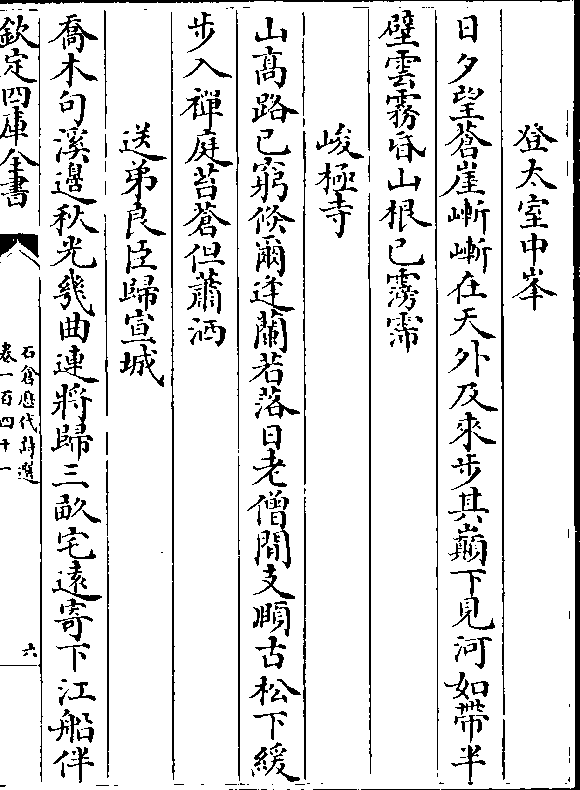 登太室中峯
日夕望蒼崖嶄嶄在天外及來步其巔下見河如帶半
壁雲霧昏山根已霶霈
峻極寺
山髙路已窮倐爾逢蘭若落日老僧閒支頤古松下緩
步入禪庭苔蒼但蕭洒
送弟良臣歸宣城
喬木句溪邉秋光幾曲連將歸三畝宅遠寄下江船伴
欽定四庫全書
石倉歷代詩選
卷一百四十一
六